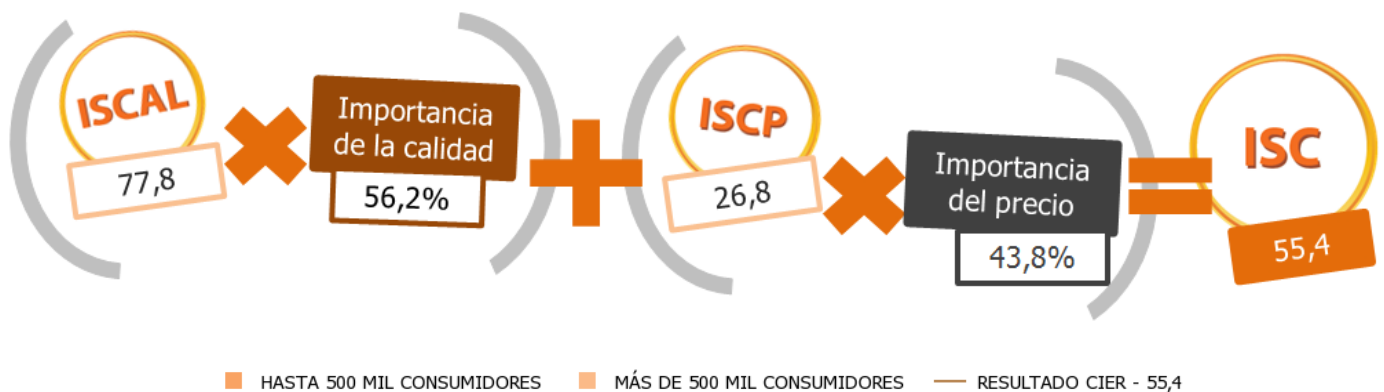 ISCAL
77,8
Importancia
de la calidad
56,2%
ISCP
26,8
Importancia
del precio
43,8%
ISC
55,4
HASTA 500 MIL CONSUMIDORES
MÁS DE 500 MIL CONSUMIDORES
RESULTADO CIER - 55,4